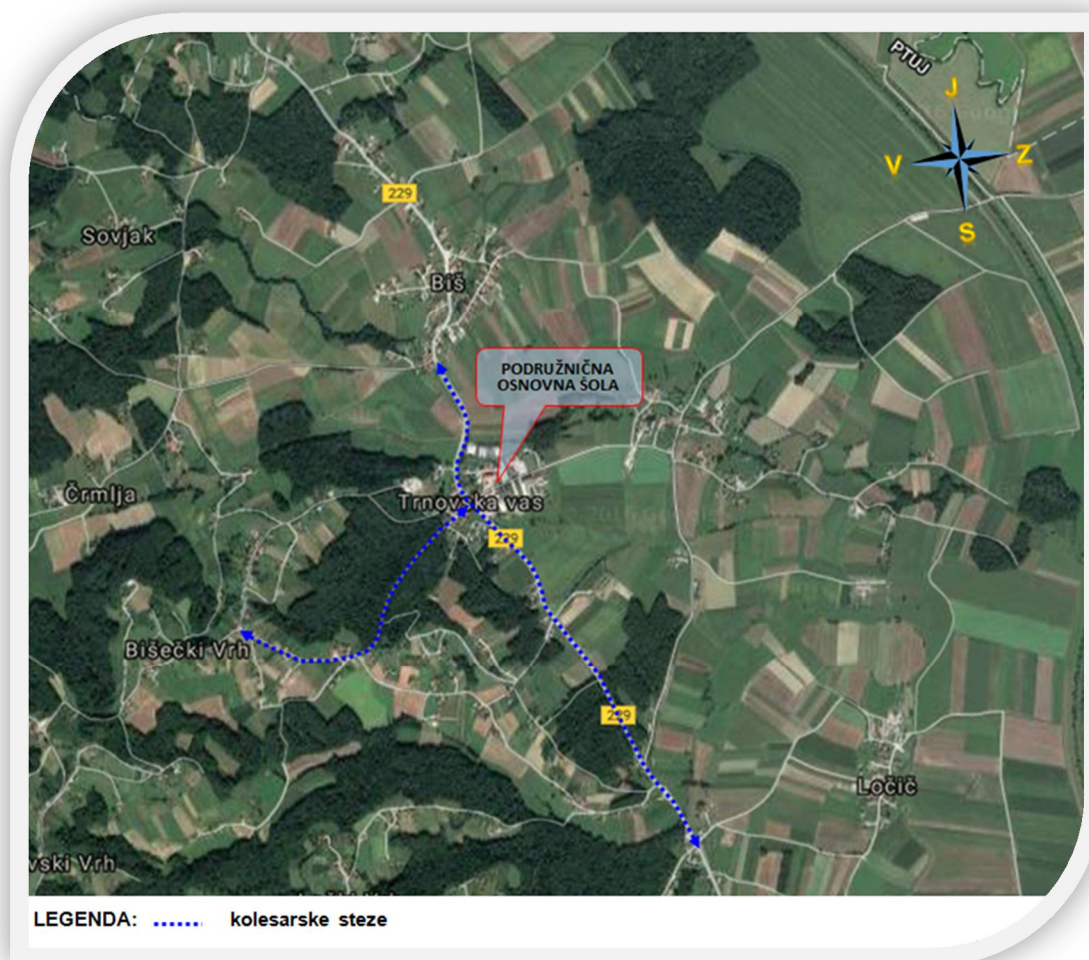 PTUJ
J
V
Z
S
229
Sovjak
Biš
PODRUŽNIČNA
OSNOVNA ŠOLA
Črmlja
Trnovska vas
229
Bišečki Vrh
229
Ločič
vski Vrh
LEGENDA: ...... kolesarske steze